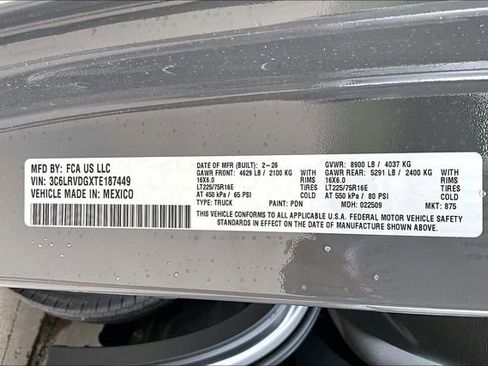 MFD BY: FCA US LLC
VIN: 3C6LRVDGXTE187449
VEHICLE MADE IN: MEXICO
DATE OF MFR (BUILT) 2-26
GVWR: 8900 LB / 4037 KG
GAWR FRONT: 4629 LB / 2100 KG WITH
16X6.0 RIMS
LT225/75R16E TIRES
AT 450 kPa / 65 PSI COLD
GAWR REAR: 5291 LB / 2400 KG WITH
16X6.0 RIMS
LT225/75R16E TIRES
AT 550 kPa / 80 PSI COLD
TYPE: TRUCK PAINT: PDN MDH: 022509 MKT: 875
THIS VEHICLE CONFORMS TO ALL APPLICABLE U.S.A. FEDERAL MOTOR VEHICLE SAFETY
STANDARDS IN EFFECT ON THE DATE OF MANUFACTURE SHOWN ABOVE.